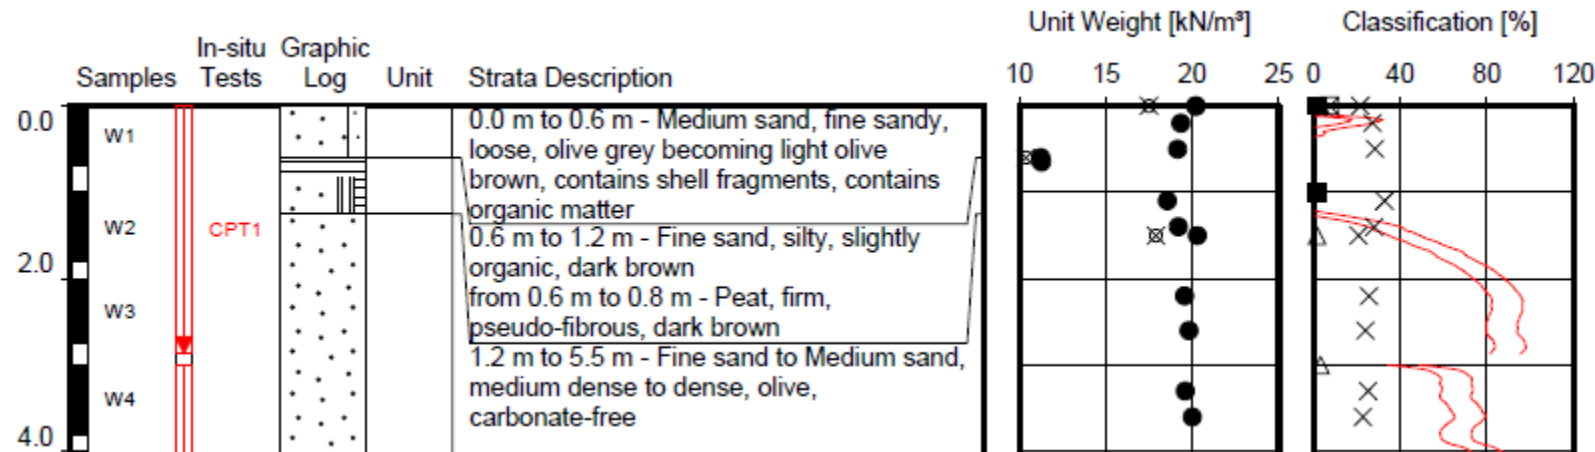 Unit Weight [kN/m³] Classification [%]
In-situ Graphic
Samples Tests Log Unit Strata Description
10 15 20 25 0 40 80 120
0.0
W1
0.0 m to 0.6 m - Medium sand, fine sandy,
loose, olive grey becoming light olive
brown, contains shell fragments, contains
organic matter
W2
CPT1
0.6 m to 1.2 m - Fine sand, silty, slightly
organic, dark brown
2.0
from 0.6 m to 0.8 m - Peat, firm,
W3
pseudo-fibrous, dark brown
1.2 m to 5.5 m - Fine sand to Medium sand,
medium dense to dense, olive,
W4
carbonate-free
4.0